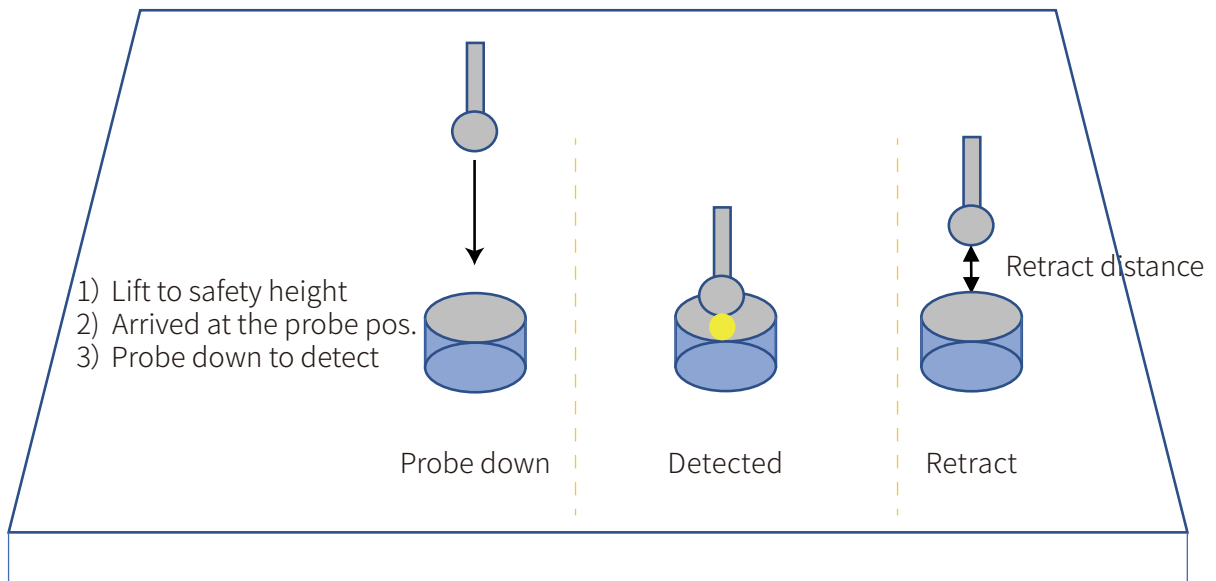 Retract distance
1) Lift to safety height
2) Arrived at the probe pos.
3) Probe down to detect
Probe down
Detected
Retract